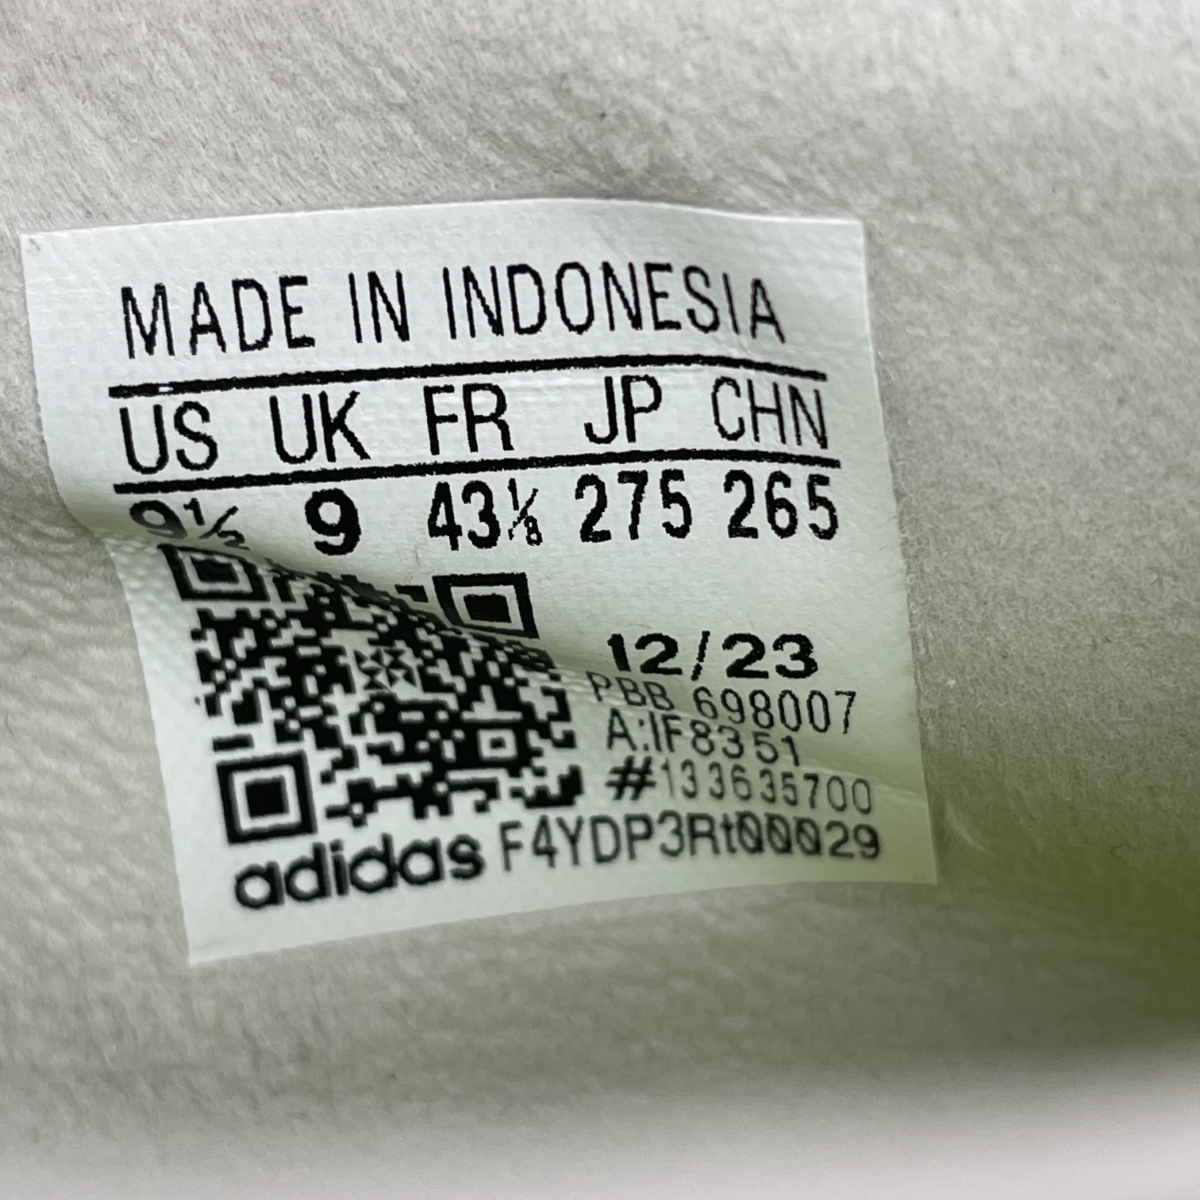 MADE IN INDONESIA
US UK FR JP CHN
9½ 9 43⅓ 275 265
12/23
PBB 698007
A:IF8351
#133635700
adidas F4YDP3Rt00029